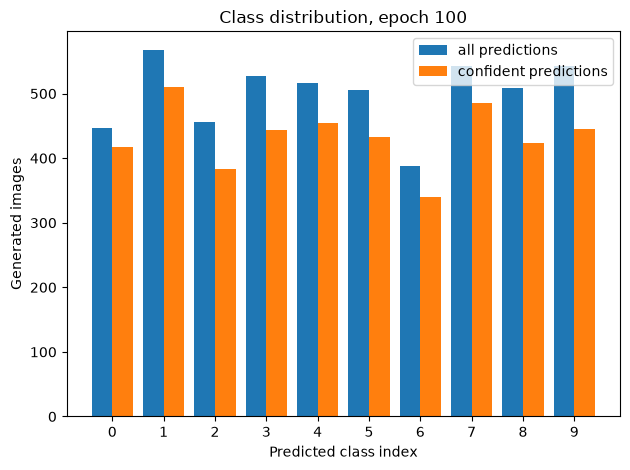 Class distribution, epoch 100
all predictions
confident predictions
500
400
300
200
100
0
Generated images
0 1 2 3 4 5 6 7 8 9
Predicted class index